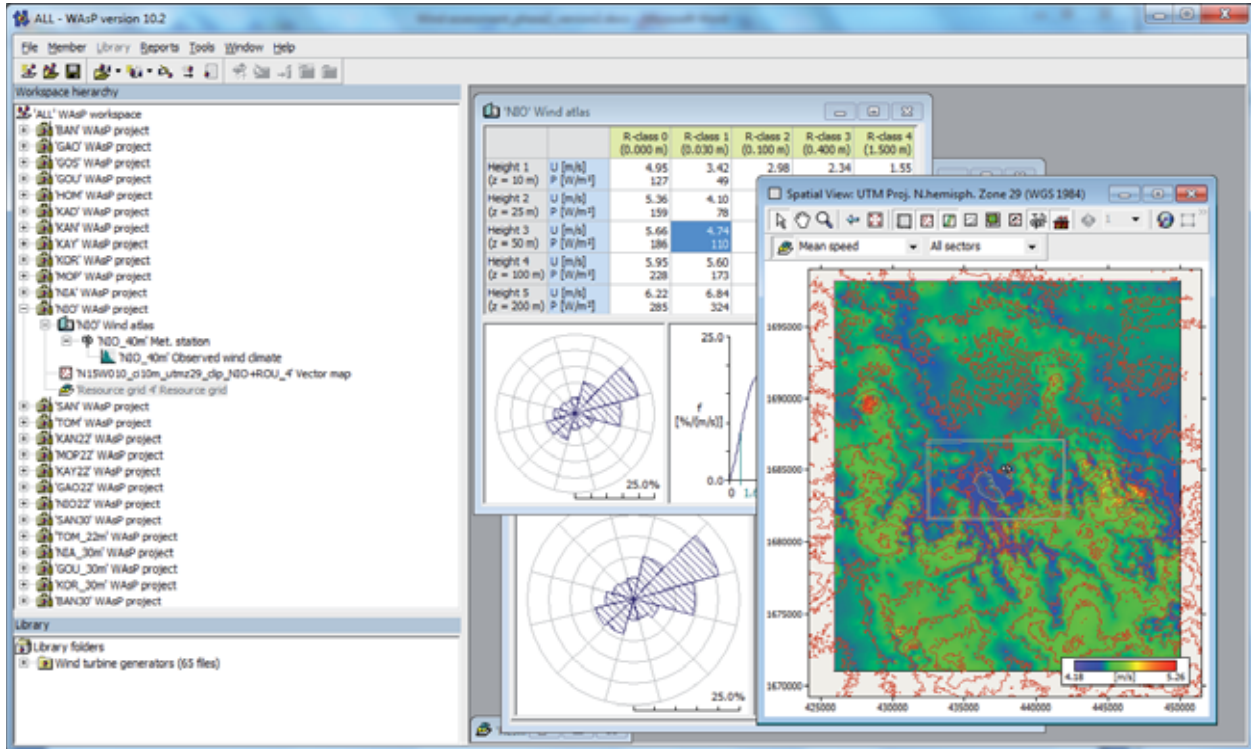 ALL - WAsP version 10.2
File Member Library Reports Tools Window Help
Workspace hierarchy
'ALL' WAsP workspace
'BAN' WAsP project
'GAO' WAsP project
'GOS' WAsP project
'GOU' WAsP project
'HOM' WAsP project
'KAD' WAsP project
'KAN' WAsP project
'KAY' WAsP project
'KOR' WAsP project
'MOP' WAsP project
'NIA' WAsP project
'NIO' WAsP project
'NIO' Wind atlas
'NIO_40m' Met. station
'NIO_40m' Observed wind climate
'N15W010_ci10m_utmz29_clip_NIO+ROU_4' Vector map
'Resource grid 4' Resource grid
'SAN' WAsP project
'TOM' WAsP project
'KAN22' WAsP project
'MOP22' WAsP project
'KAY22' WAsP project
'GAO22' WAsP project
'NIO22' WAsP project
'SAN30' WAsP project
'TOM_22m' WAsP project
'NIA_30m' WAsP project
'GOU_30m' WAsP project
'KOR_30m' WAsP project
'BAN30' WAsP project
Library
Library folders
Wind turbine generators (65 files)
'NIO' Wind atlas
R-class 0 R-class 1 R-class 2 R-class 3 R-class 4
(0.000 m) (0.030 m) (0.100 m) (0.400 m) (1.500 m)
Height 1 U [m/s] 4.95 3.42 2.98 2.34 1.55
(z = 10 m) P [W/m²] 127 49
Height 2 U [m/s] 5.36 4.10
(z = 25 m) P [W/m²] 159 78
Height 3 U [m/s] 5.66 4.74
(z = 50 m) P [W/m²] 186 110
Height 4 U [m/s] 5.95 5.60
(z = 100 m) P [W/m²] 228 173
Height 5 U [m/s] 6.22 6.84
(z = 200 m) P [W/m²] 285 324
25.0%
25.0
f
[%/(m/s)]
0.0
0
25.0%
Spatial View: UTM Proj. N.hemisph. Zone 29 (WGS 1984)
1
Mean speed All sectors
1695000
1690000
1685000
1680000
1675000
1670000
4.18 [m/s] 5.26
425000 430000 435000 440000 445000 450000